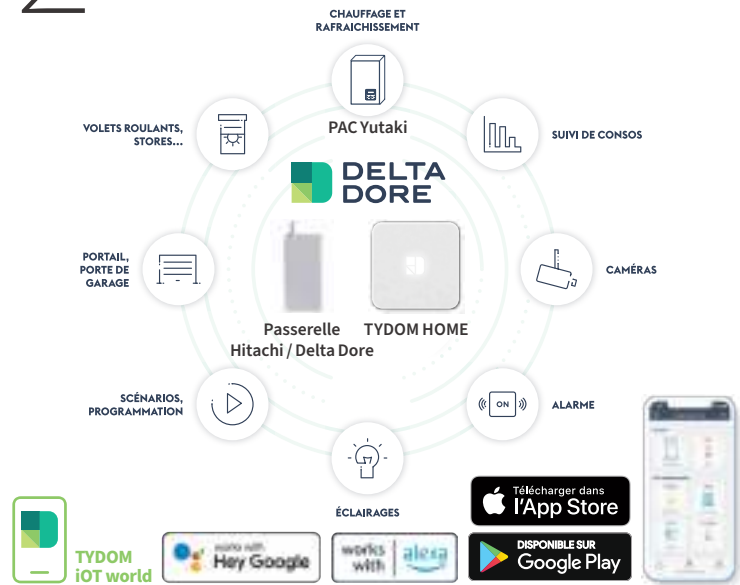 CHAUFFAGE ET
RAFRAICHISSEMENT
PAC Yutaki
VOLETS ROULANTS,
STORES...
SUIVI DE CONSOS
DELTA
DORE
PORTAIL,
PORTE DE
GARAGE
CAMÉRAS
Passerelle
Hitachi / Delta Dore
TYDOM HOME
SCÉNARIOS,
PROGRAMMATION
ON
ALARME
ÉCLAIRAGES
TYDOM
iOT world
works with
Hey Google
works
with
alexa
Télécharger dans
l'App Store
DISPONIBLE SUR
Google Play